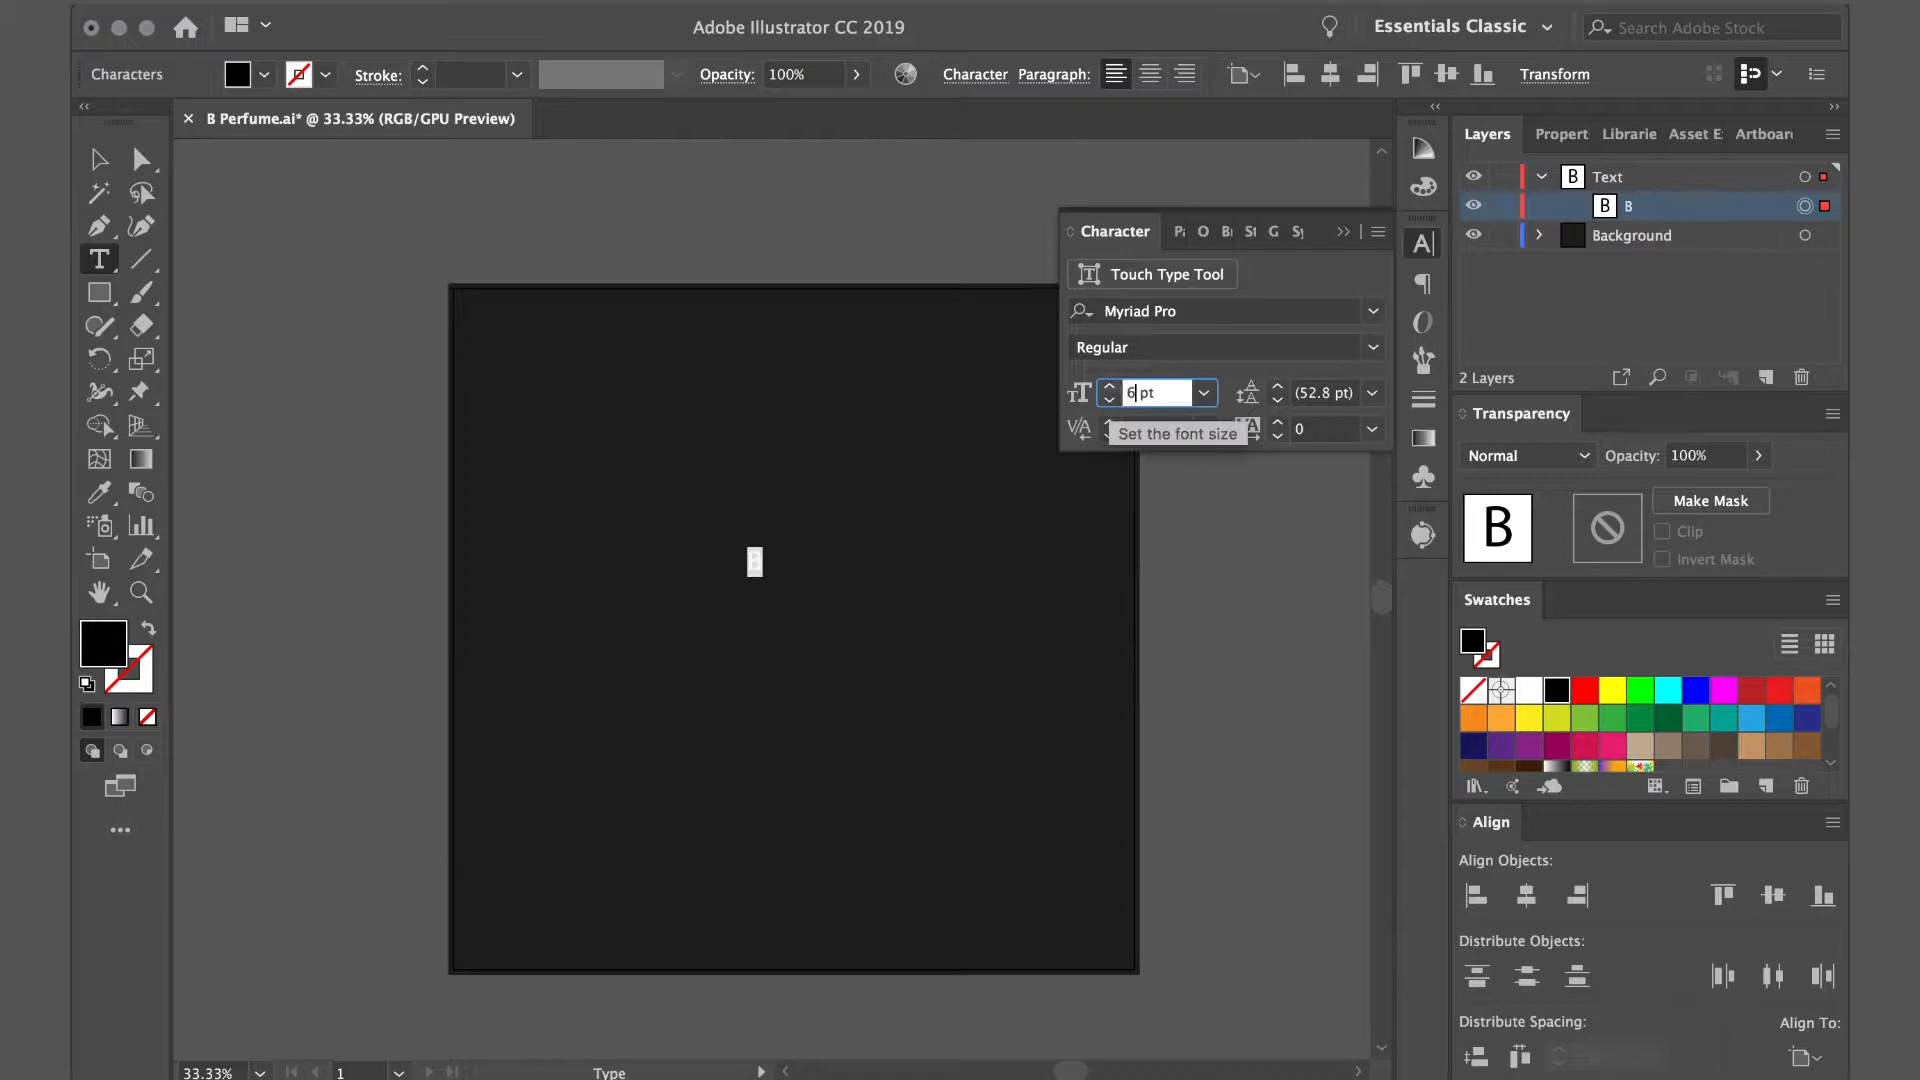 Adobe Illustrator CC 2019
Essentials Classic
Search Adobe Stock
Characters
Stroke:
Opacity: 100%
Character Paragraph:
Transform
B Perfume.ai* @ 33.33% (RGB/GPU Preview)
Layers Propert Librarie Asset E Artboar
B Text
B B
Background
2 Layers
Character O G
Touch Type Tool
Myriad Pro
Regular
6 pt
(52.8 pt)
Set the font size
0
B
Transparency
Normal Opacity: 100%
B
Make Mask
Clip
Invert Mask
Swatches
Align
Align Objects:
Distribute Objects:
Distribute Spacing:
Align To:
33.33% 1 Type